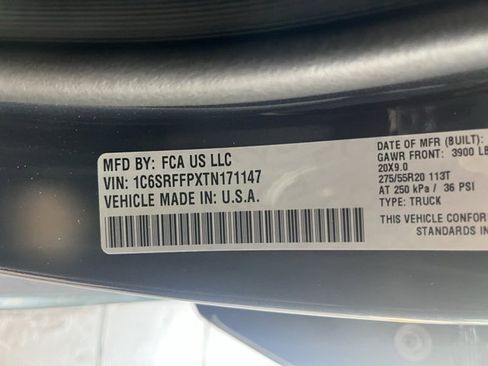 MFD BY: FCA US LLC
VIN: 1C6SRFFPXTN171147
VEHICLE MADE IN: U.S.A.
DATE OF MFR (BUILT):
GAWR FRONT: 3900 LB
20X9.0
275/55R20 113T
AT 250 kPa / 36 PSI
TYPE: TRUCK
THIS VEHICLE CONFOR
STANDARDS IN